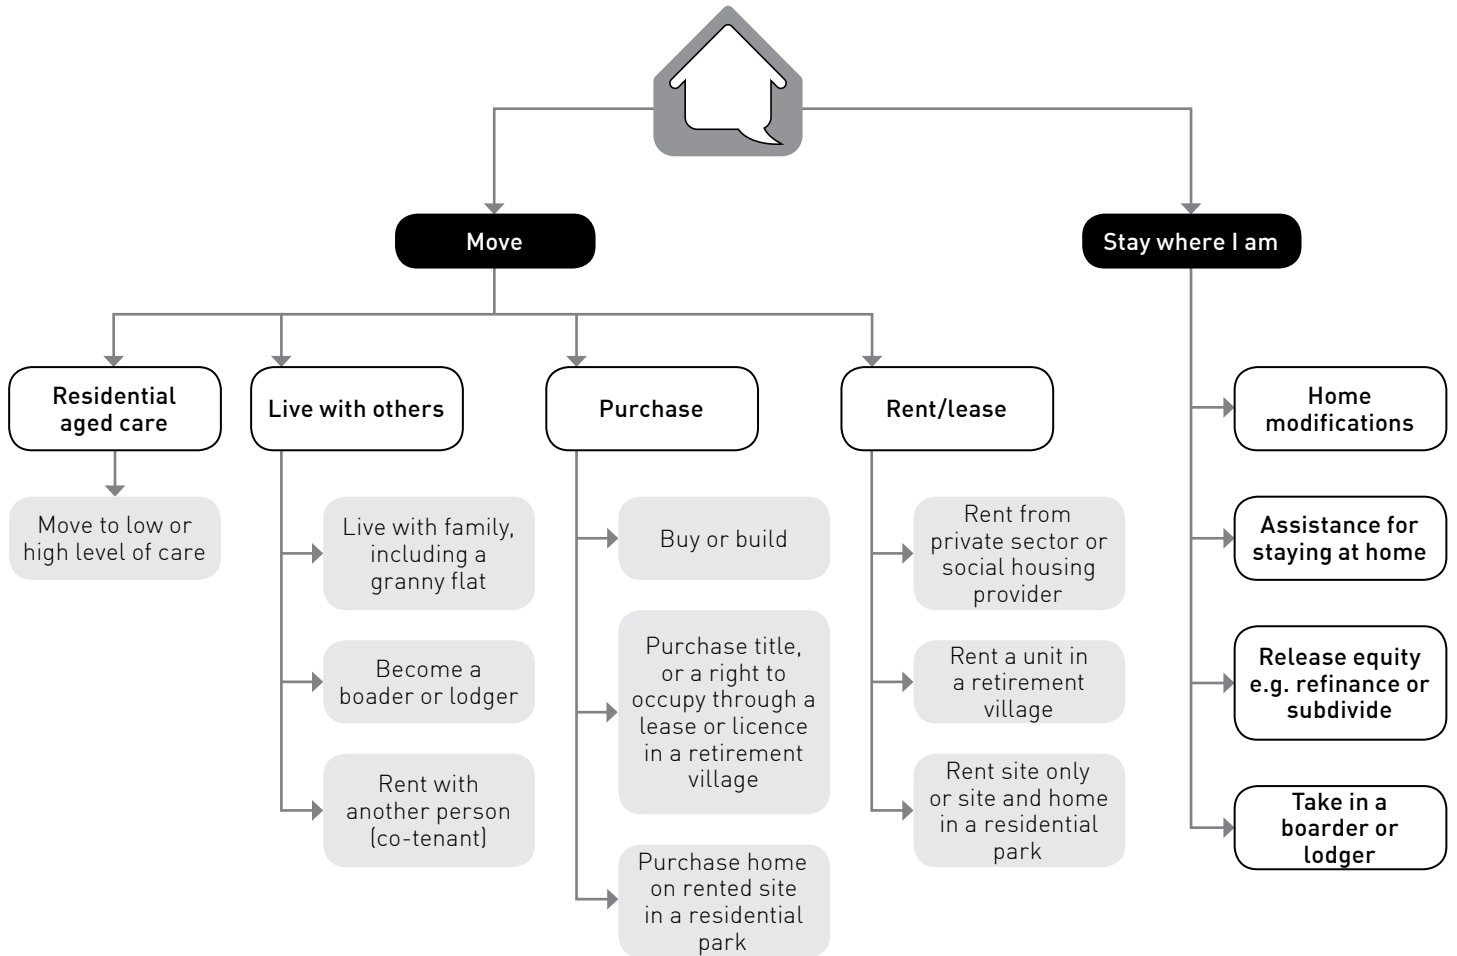 Move
Stay where I am
Residential
aged care
Move to low or
high level of care
Live with others
Live with family,
including a
granny flat
Become a
boader or lodger
Rent with
another person
(co-tenant)
Purchase
Buy or build
Purchase title,
or a right to
occupy through a
lease or licence
in a retirement
village
Purchase home
on rented site
in a residential
park
Rent/lease
Rent from
private sector or
social housing
provider
Rent a unit in
a retirement
village
Rent site only
or site and home
in a residential
park
Home
modifications
Assistance for
staying at home
Release equity
e.g. refinance or
subdivide
Take in a
boarder or
lodger